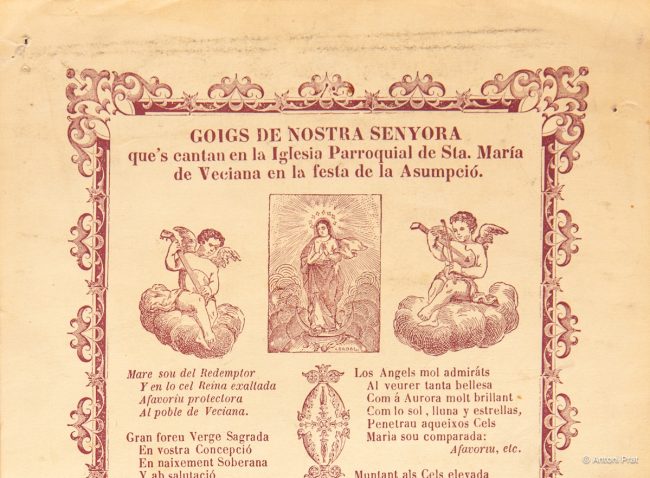 GOIGS DE NOSTRA SENYORA
que's cantan en la Iglesia Parroquial de Sta. María
de Veciana en la festa de la Asumpció.
Mare sou del Redemptor
Y en lo cel Reina exaltada
Afavoriu protectora
Al poble de Veciana.
Gran foreu Verge Sagrada
En vostra Concepció
En naixement Soberana
Y ab salutació
Los Angels mol admiráts
Al veurer tanta bellesa
Com á Aurora molt brillant
Com lo sol, lluna y estrellas,
Penetrau aqueixos Cels
Maria sou comparada:
Afavoriu, etc.
Muntant als Cels elevada
© Antoni Prat